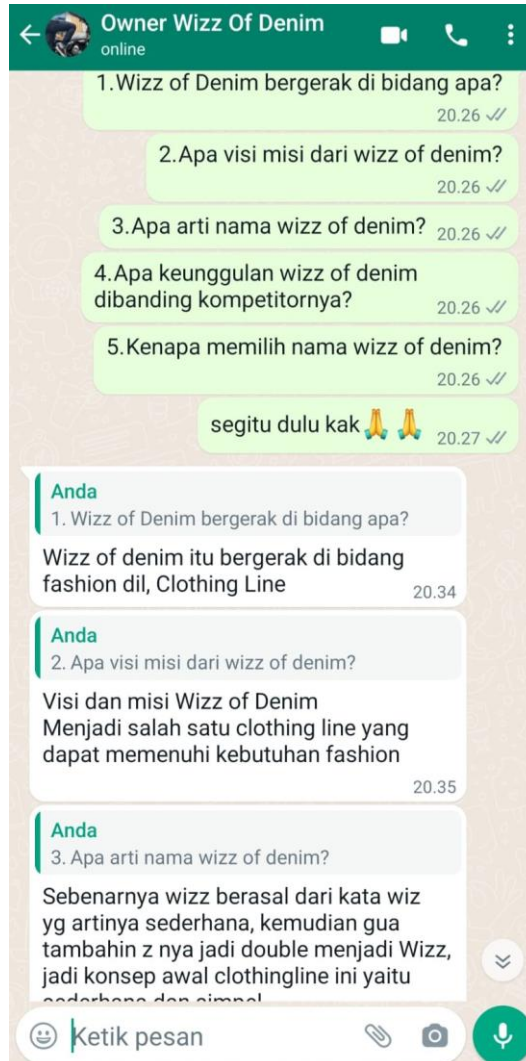 Owner Wizz Of Denim
online
1.Wizz of Denim bergerak di bidang apa?
20.26
2.Apa visi misi dari wizz of denim?
20.26
3.Apa arti nama wizz of denim? 20.26
4.Apa keunggulan wizz of denim
dibanding kompetitornya? 20.26
5.Kenapa memilih nama wizz of denim?
20.26
segitu dulu kak🙏🙏 20.27
Anda
1. Wizz of Denim bergerak di bidang apa?
Wizz of denim itu bergerak di bidang
fashion dil, Clothing Line 20.34
Anda
2. Apa visi misi dari wizz of denim?
Visi dan misi Wizz of Denim
Menjadi salah satu clothing line yang
dapat memenuhi kebutuhan fashion
20.35
Anda
3. Apa arti nama wizz of denim?
Sebenarnya wizz berasal dari kata wiz
yg artinya sederhana, kemudian gua
tambahin z nya jadi double menjadi Wizz,
jadi konsep awal clothingline ini yaitu
Ketik pesan